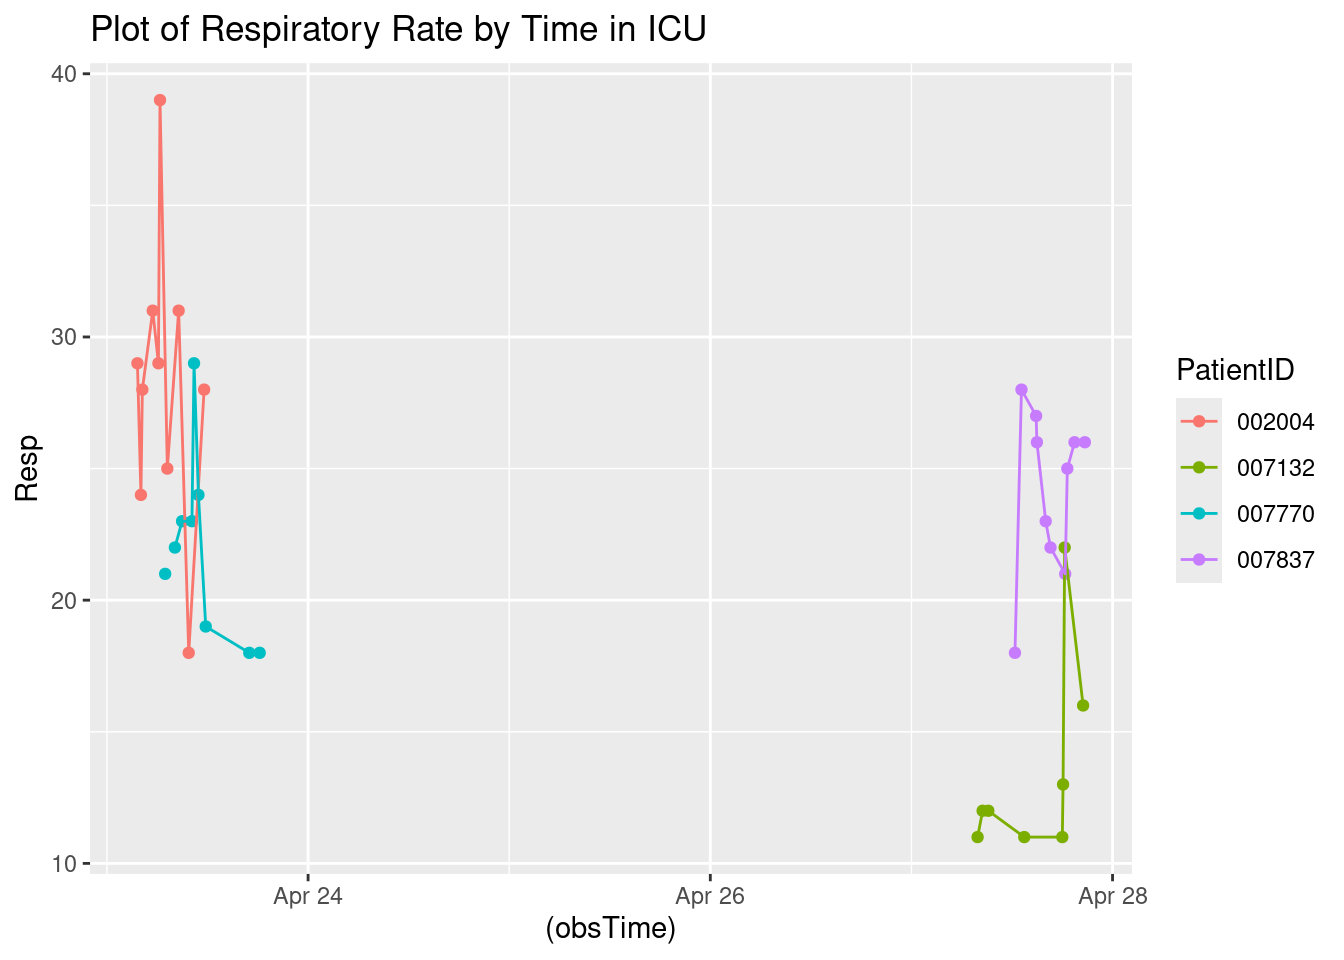 Plot of Respiratory Rate by Time in ICU
40
30
20
10
Resp
Apr 24
Apr 26
Apr 28
(obsTime)
PatientID
002004
007132
007770
007837